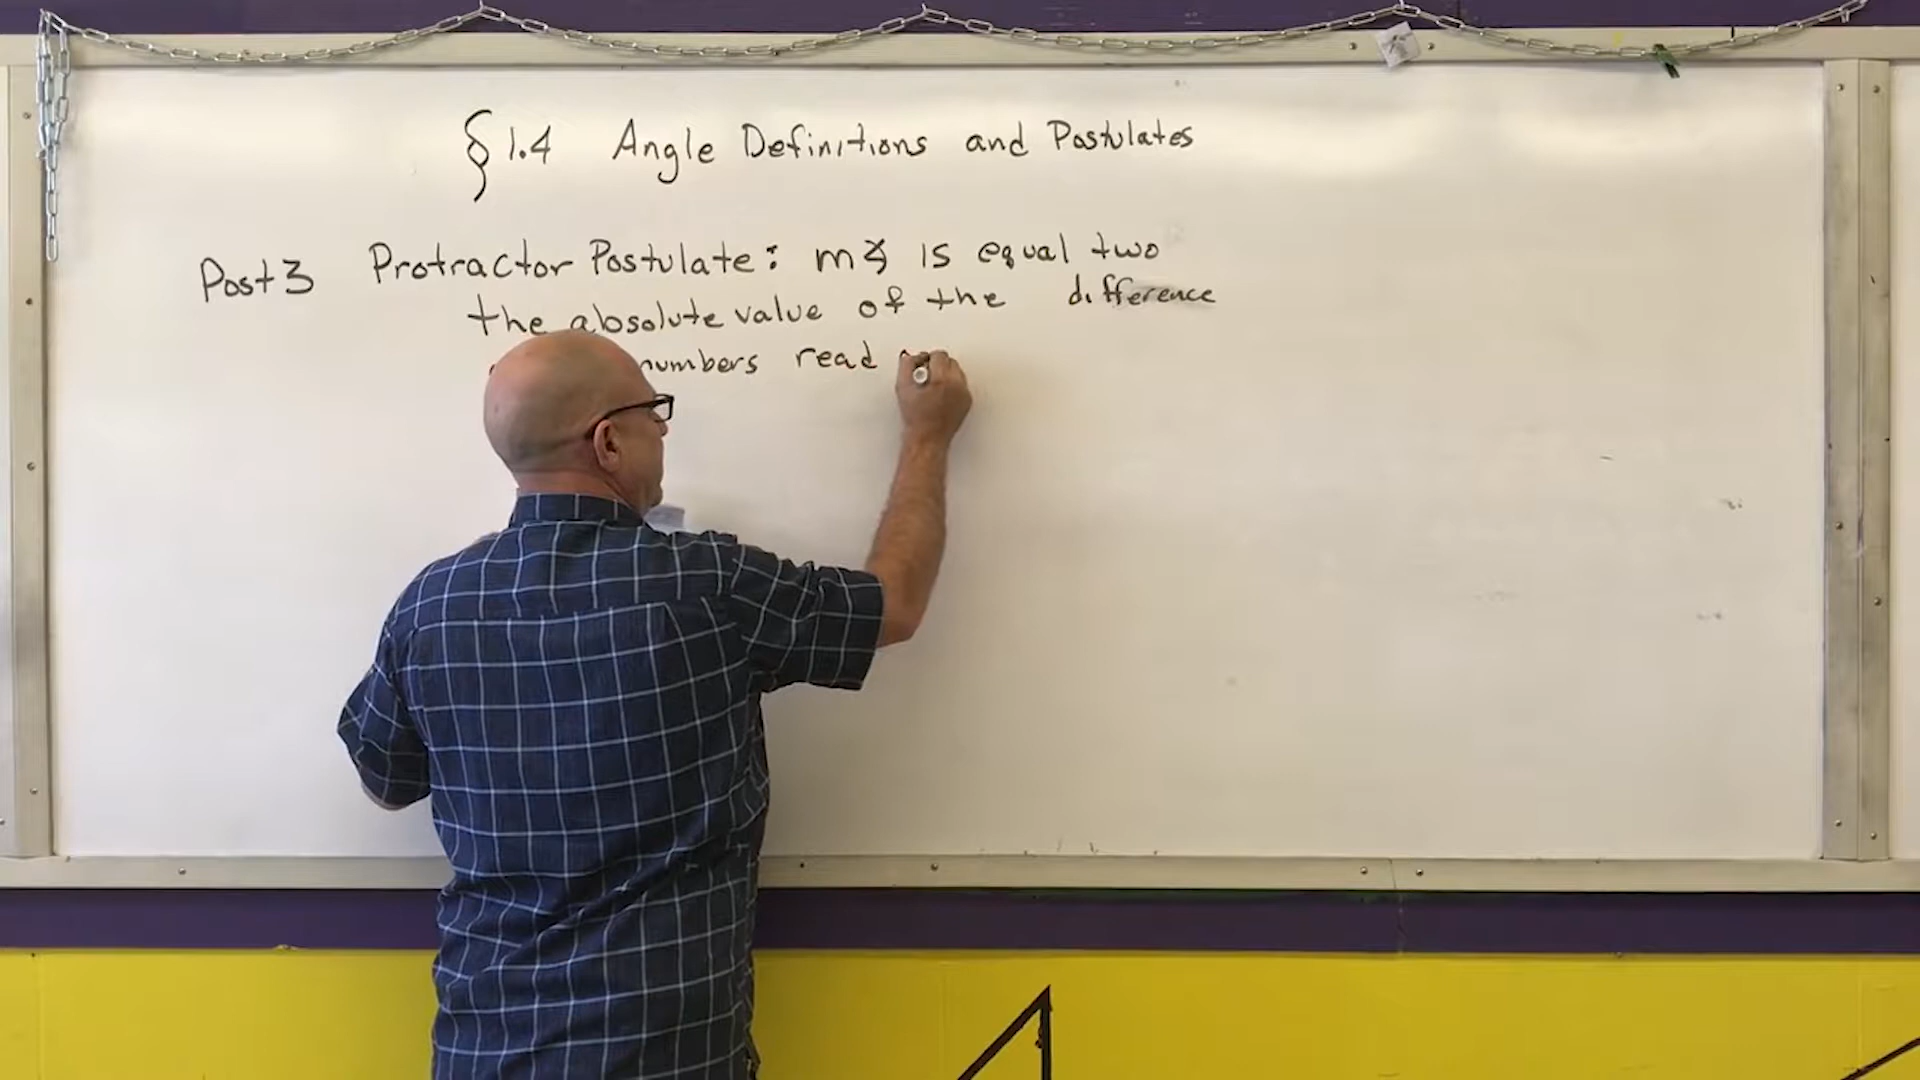 § 1.4 Angle Definitions and Postulates
Post 3 Protractor Postulate: m∡ is equal two
the absolute value of the difference
numbers read